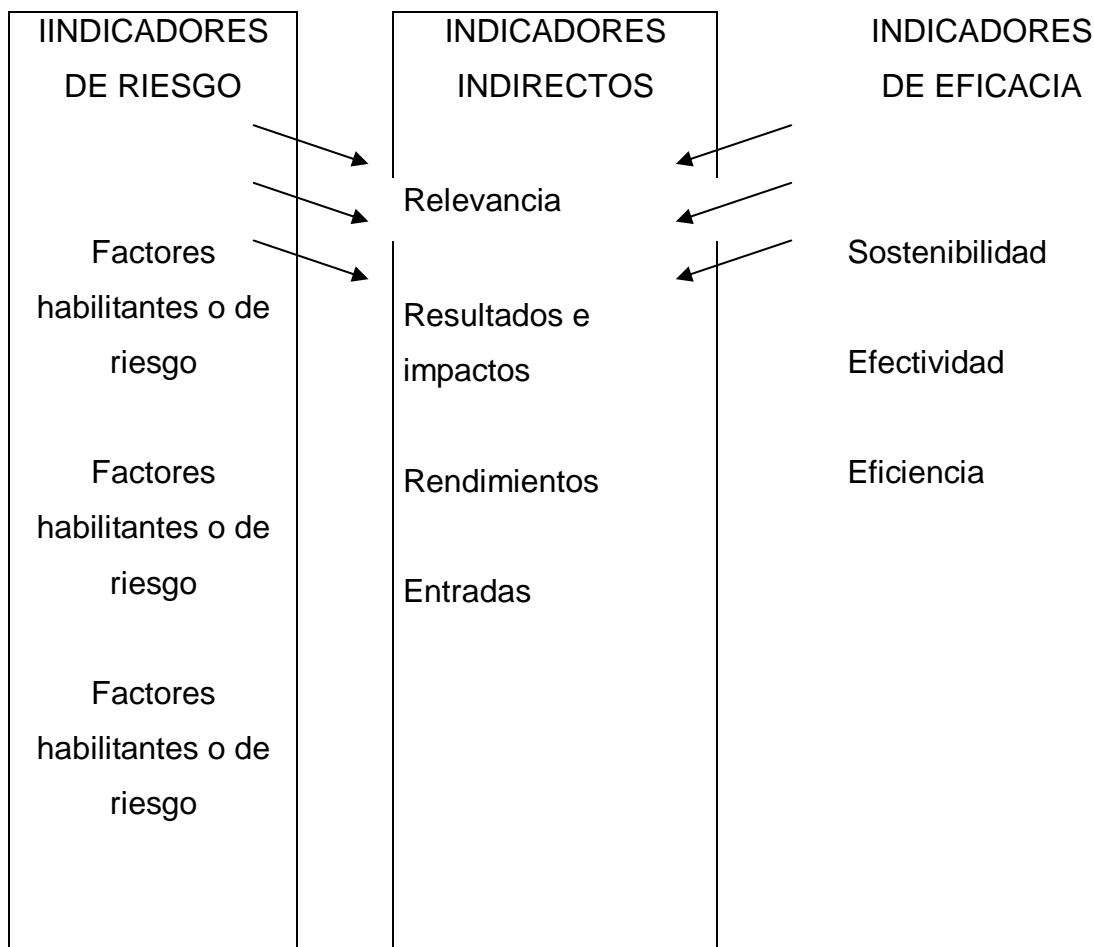 IINDICADORES
DE RIESGO
Factores
habilitantes o de
riesgo
Factores
habilitantes o de
riesgo
Factores
habilitantes o de
riesgo
INDICADORES
INDIRECTOS
Relevancia
Resultados e
impactos
Rendimientos
Entradas
INDICADORES
DE EFICACIA
Sostenibilidad
Efectividad
Eficiencia